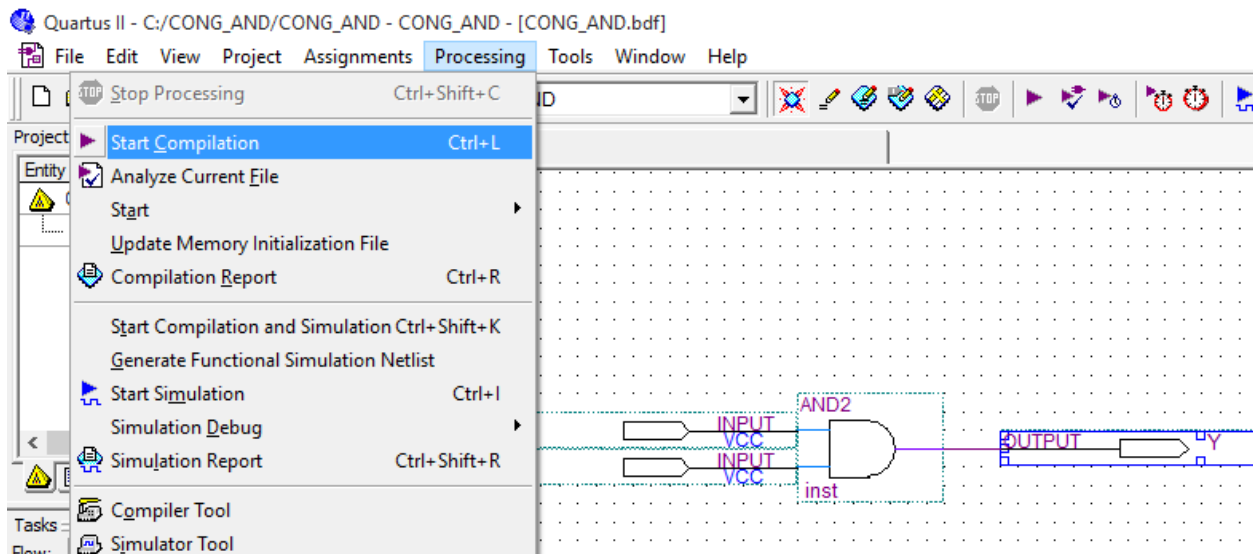 Quartus II - C:/CONG_AND/CONG_AND - CONG_AND - [CONG_AND.bdf]
File Edit View Project Assignments Processing Tools Window Help
STOP Stop Processing Ctrl+Shift+C
STOP
Project
Start Compilation Ctrl+L
Entity
Analyze Current File
Start
Update Memory Initialization File
Compilation Report Ctrl+R
Start Compilation and Simulation Ctrl+Shift+K
Generate Functional Simulation Netlist
Start Simulation Ctrl+I
AND2
Simulation Debug
INPUT
VCC
OUTPUT Y
Simulation Report Ctrl+Shift+R
INPUT
VCC
inst
Compiler Tool
Tasks
Simulator Tool